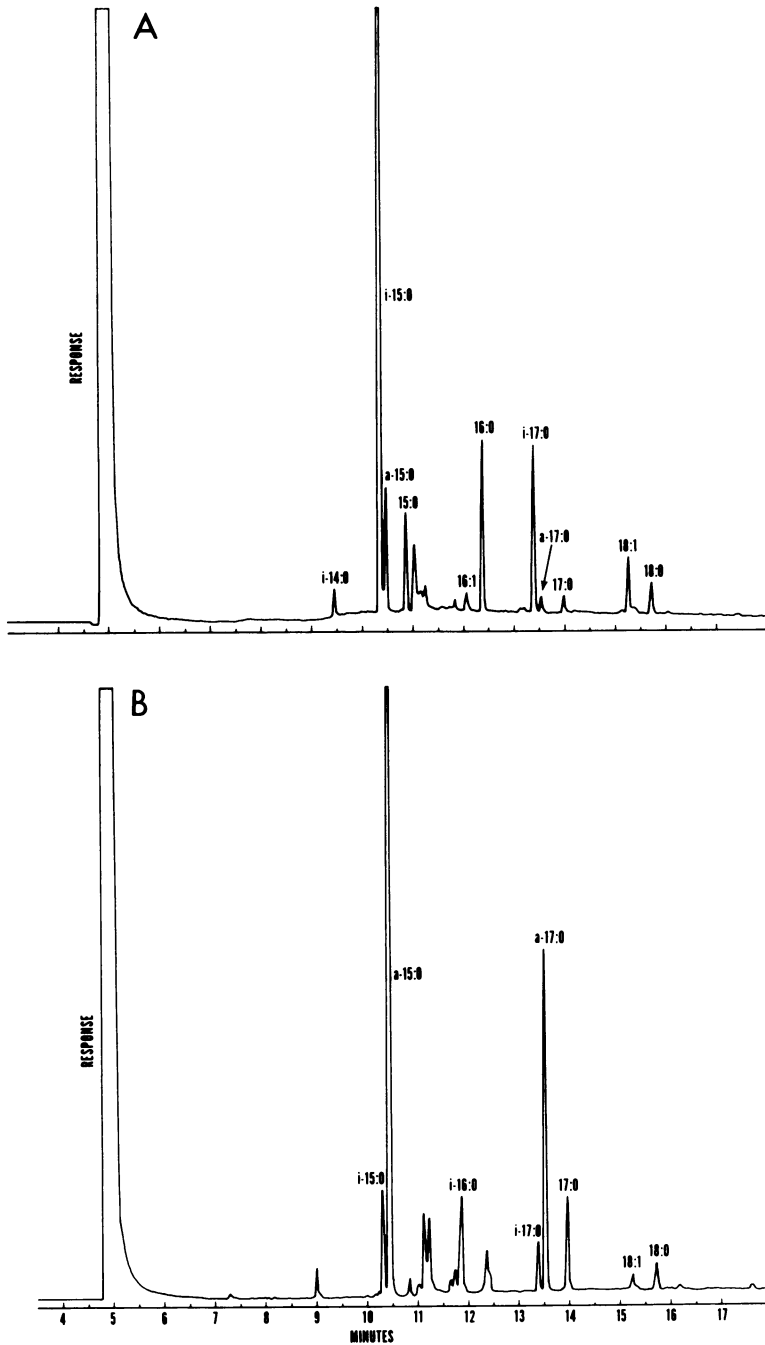 A
RESPONSE
i-15:0
16:0
i-17:0
a-15:0
15:0
a-17:0
18:1
i-14:0
16:1
17:0
18:0
B
RESPONSE
a-17:0
a-15:0
i-15:0
i-16:0
17:0
i-17:0
18:1
18:0
4 5 6 7 8 9 10 11 12 13 14 15 16 17
MINUTES